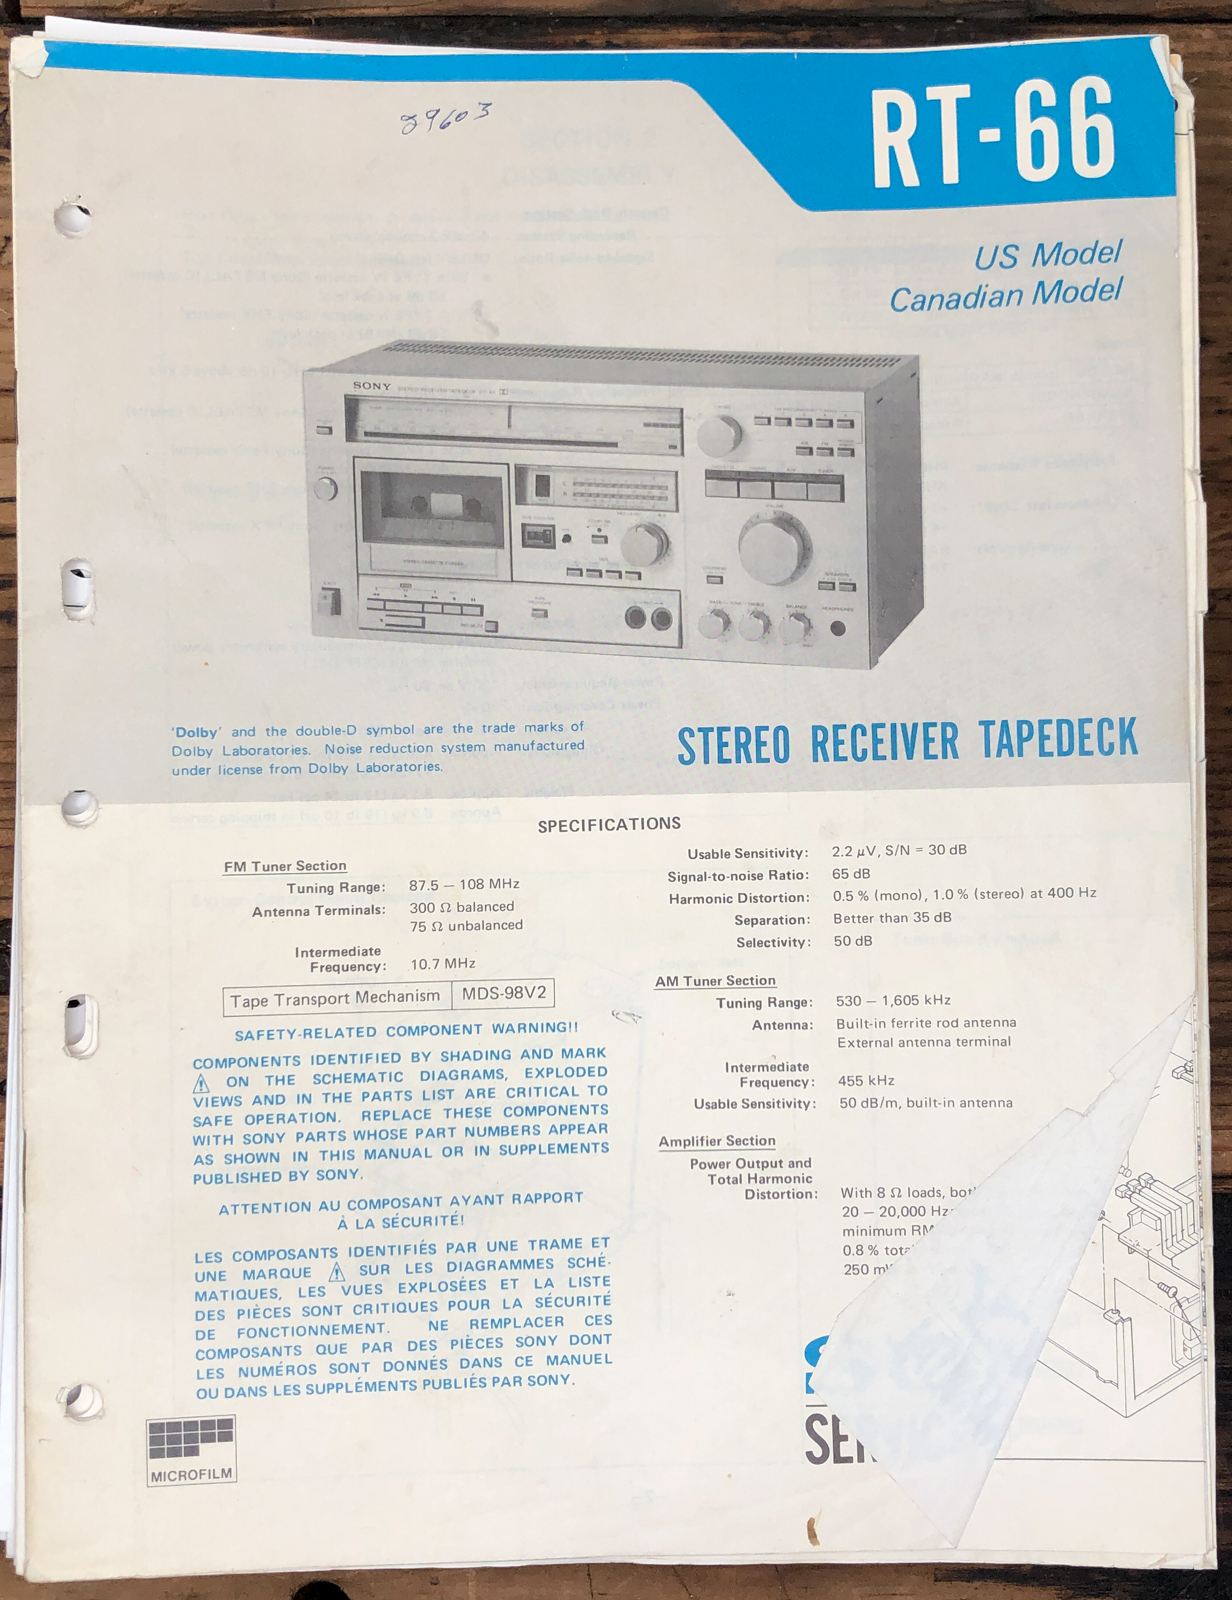 29603
RT-66
US Model
Canadian Model
SONY
'Dolby' and the double-D symbol are the trade marks of
Dolby Laboratories. Noise reduction system manufactured
under license from Dolby Laboratories.
STEREO RECEIVER TAPEDECK
SPECIFICATIONS
FM Tuner Section
Tuning Range: 87.5 – 108 MHz
Antenna Terminals: 300 Ω balanced
75 Ω unbalanced
Intermediate
Frequency: 10.7 MHz
Tape Transport Mechanism MDS-98V2
SAFETY-RELATED COMPONENT WARNING!!
COMPONENTS IDENTIFIED BY SHADING AND MARK
⚠ ON THE SCHEMATIC DIAGRAMS, EXPLODED
VIEWS AND IN THE PARTS LIST ARE CRITICAL TO
SAFE OPERATION. REPLACE THESE COMPONENTS
WITH SONY PARTS WHOSE PART NUMBERS APPEAR
AS SHOWN IN THIS MANUAL OR IN SUPPLEMENTS
PUBLISHED BY SONY.
ATTENTION AU COMPOSANT AYANT RAPPORT
À LA SÉCURITÉ!
LES COMPOSANTS IDENTIFIÉS PAR UNE TRAME ET
UNE MARQUE ⚠ SUR LES DIAGRAMMES SCHÉ-
MATIQUES, LES VUES EXPLOSÉES ET LA LISTE
DES PIÈCES SONT CRITIQUES POUR LA SÉCURITÉ
DE FONCTIONNEMENT. NE REMPLACER CES
COMPOSANTS QUE PAR DES PIÈCES SONY DONT
LES NUMÉROS SONT DONNÉS DANS CE MANUEL
OU DANS LES SUPPLÉMENTS PUBLIÉS PAR SONY.
MICROFILM
Usable Sensitivity: 2.2 μV, S/N = 30 dB
Signal-to-noise Ratio: 65 dB
Harmonic Distortion: 0.5 % (mono), 1.0 % (stereo) at 400 Hz
Separation: Better than 35 dB
Selectivity: 50 dB
AM Tuner Section
Tuning Range: 530 – 1,605 kHz
Antenna: Built-in ferrite rod antenna
External antenna terminal
Intermediate
Frequency: 455 kHz
Usable Sensitivity: 50 dB/m, built-in antenna
Amplifier Section
Power Output and
Total Harmonic
Distortion: With 8 Ω loads,
20 – 20,000 Hz
minimum
0.8 %
250